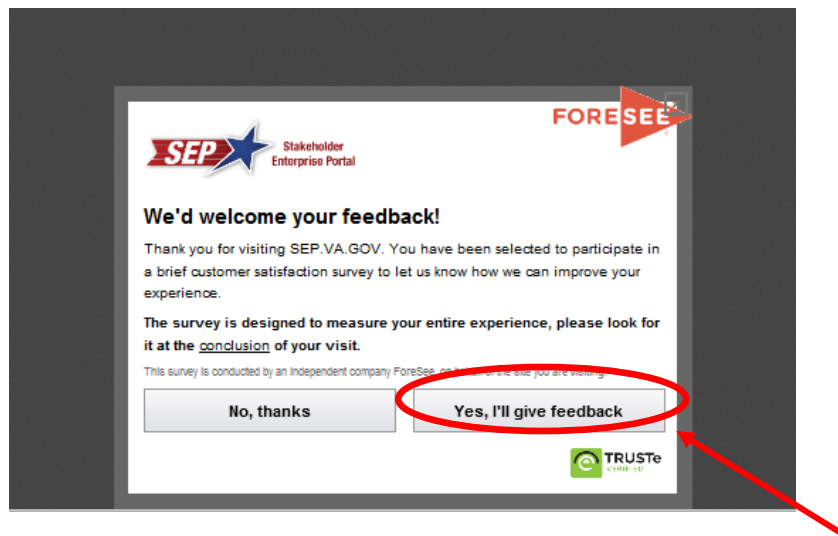 FORESEE
SEP
Stakeholder
Enterprise Portal
We'd welcome your feedback!
Thank you for visiting SEP.VA.GOV. You have been selected to participate in
a brief customer satisfaction survey to let us know how we can improve your
experience.
The survey is designed to measure your entire experience, please look for
it at the conclusion of your visit.
This survey is conducted by an independent company ForeSee, on behalf of the site you are visiting.
No, thanks
Yes, I'll give feedback
TRUSTe
VERIFIED